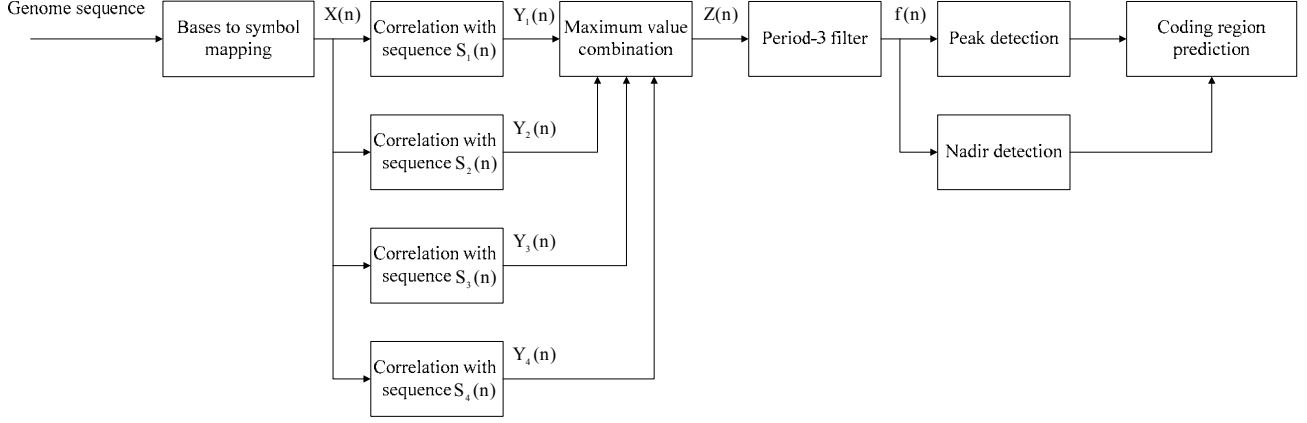 Genome sequence
Bases to symbol
mapping
X(n)
Correlation with
sequence S1(n)
Y1(n)
Maximum value
combination
Z(n)
Period-3 filter
f(n)
Peak detection
Coding region
prediction
Correlation with
sequence S2(n)
Y2(n)
Nadir detection
Correlation with
sequence S3(n)
Y3(n)
Correlation with
sequence S4(n)
Y4(n)